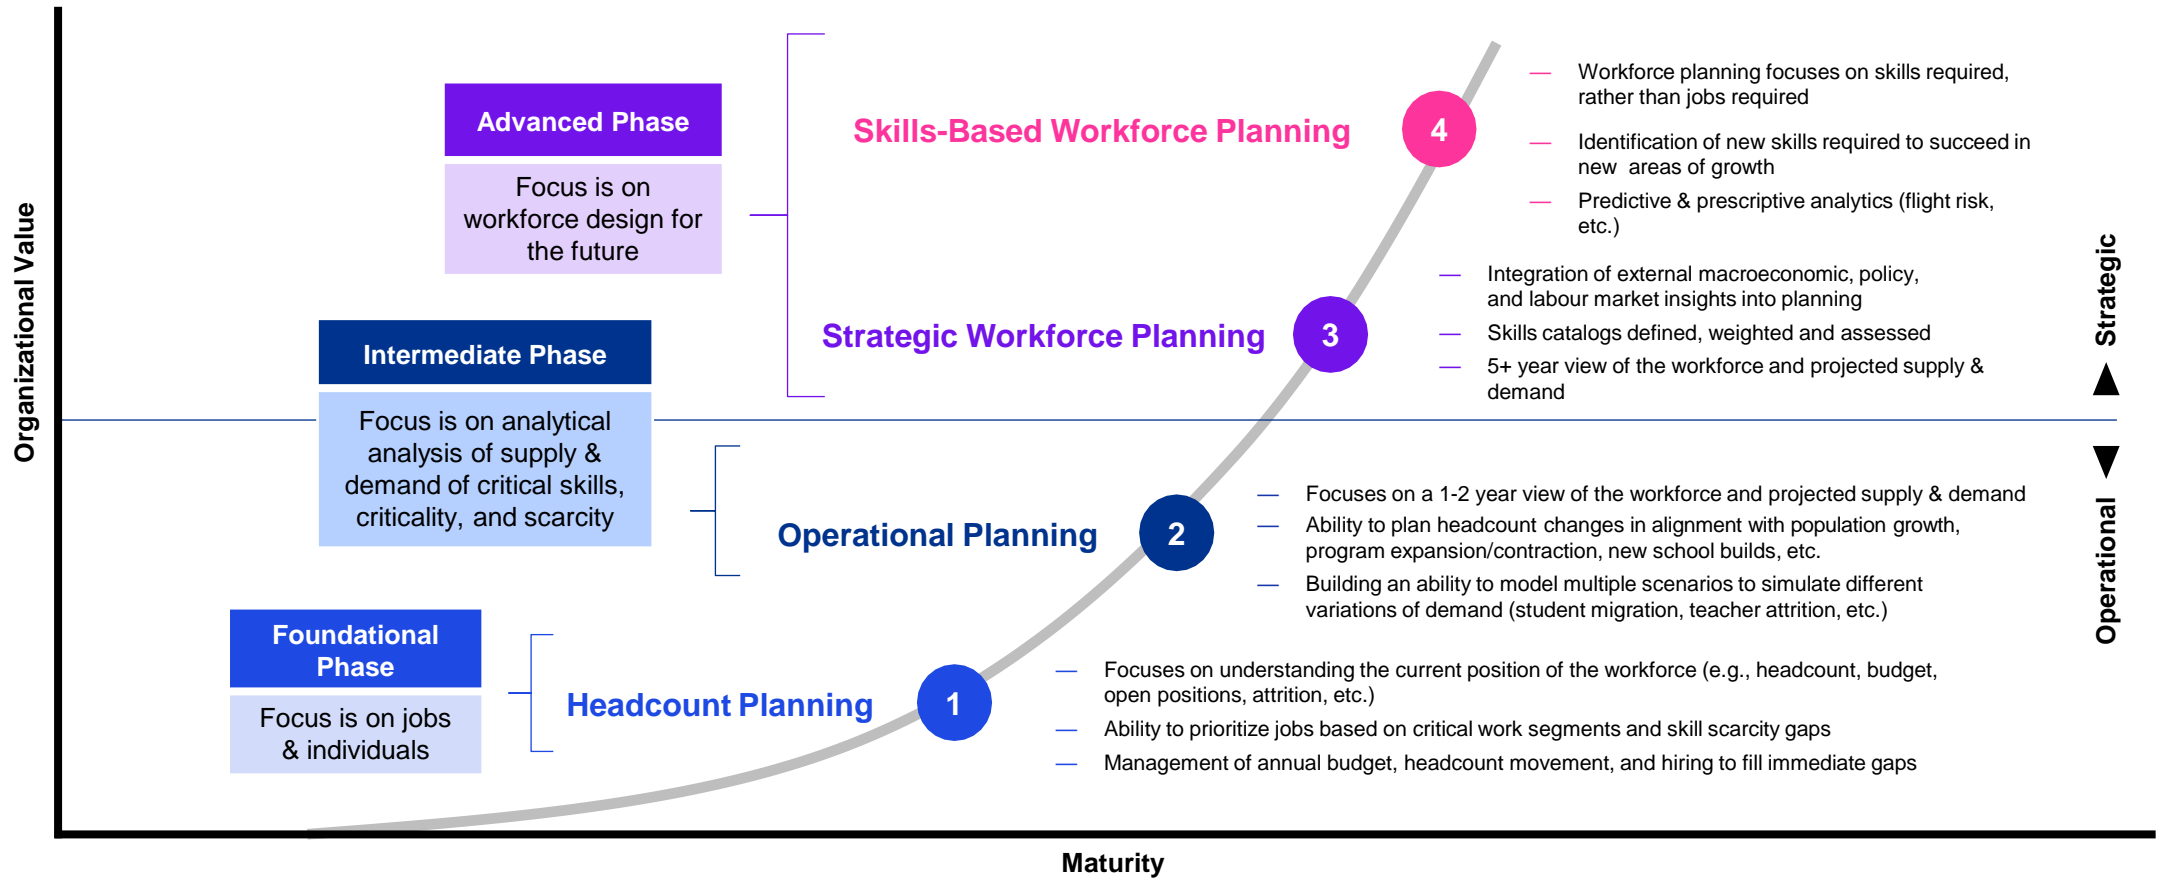 Organizational Value
Advanced Phase
Focus is on
workforce design for
the future
Intermediate Phase
Focus is on analytical
analysis of supply &
demand of critical skills,
criticality, and scarcity
Foundational
Phase
Focus is on jobs
& individuals
Skills-Based Workforce Planning
4
— Workforce planning focuses on skills required,
rather than jobs required
— Identification of new skills required to succeed in
new  areas of growth
— Predictive & prescriptive analytics (flight risk,
etc.)
Strategic Workforce Planning
3
— Integration of external macroeconomic, policy,
and labour market insights into planning
— Skills catalogs defined, weighted and assessed
— 5+ year view of the workforce and projected supply &
demand
Operational Planning
2
— Focuses on a 1-2 year view of the workforce and projected supply & demand
— Ability to plan headcount changes in alignment with population growth,
program expansion/contraction, new school builds, etc.
— Building an ability to model multiple scenarios to simulate different
variations of demand (student migration, teacher attrition, etc.)
Headcount Planning
1
— Focuses on understanding the current position of the workforce (e.g., headcount, budget,
open positions, attrition, etc.)
— Ability to prioritize jobs based on critical work segments and skill scarcity gaps
— Management of annual budget, headcount movement, and hiring to fill immediate gaps
Strategic
Operational
Maturity